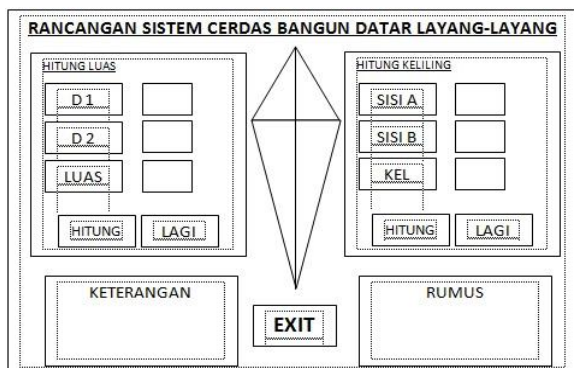 RANCANGAN SISTEM CERDAS BANGUN DATAR LAYANG-LAYANG
HITUNG LUAS
D 1
D 2
LUAS
HITUNG
LAGI
HITUNG KELILING
SISI A
SISI B
KEL
HITUNG
LAGI
KETERANGAN
EXIT
RUMUS